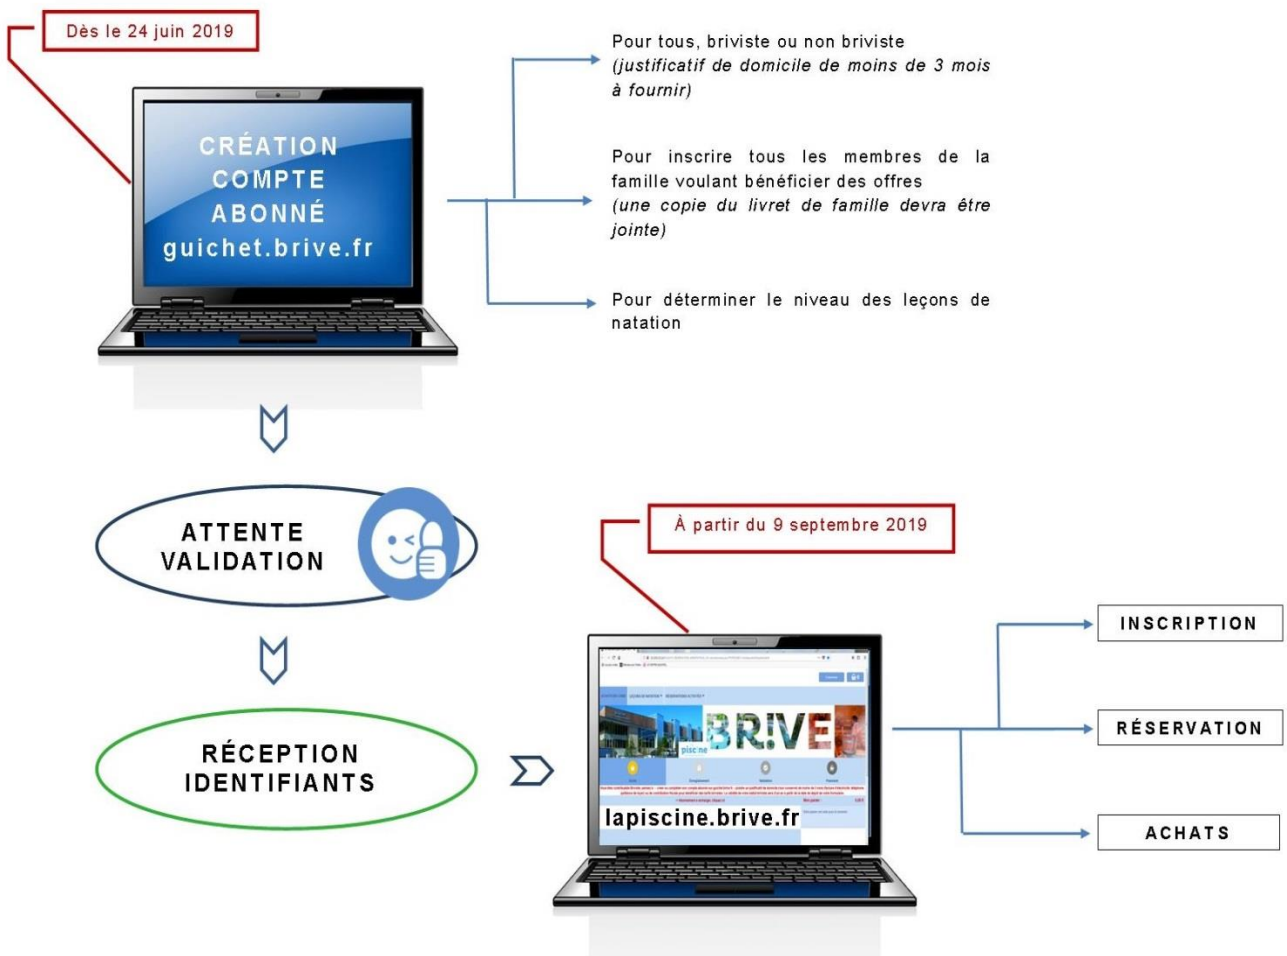 Dès le 24 juin 2019
CRÉATION
COMPTE
ABONNÉ
guichet.brive.fr
Pour tous, briviste ou non briviste
(justificatif de domicile de moins de 3 mois
à fournir)
Pour inscrire tous les membres de la
famille voulant bénéficier des offres
(une copie du livret de famille devra être
jointe)
Pour déterminer le niveau des leçons de
natation
ATTENTE
VALIDATION
RÉCEPTION
IDENTIFIANTS
À partir du 9 septembre 2019
BR!VE
piscine
lapiscine.brive.fr
INSCRIPTION
RÉSERVATION
ACHATS